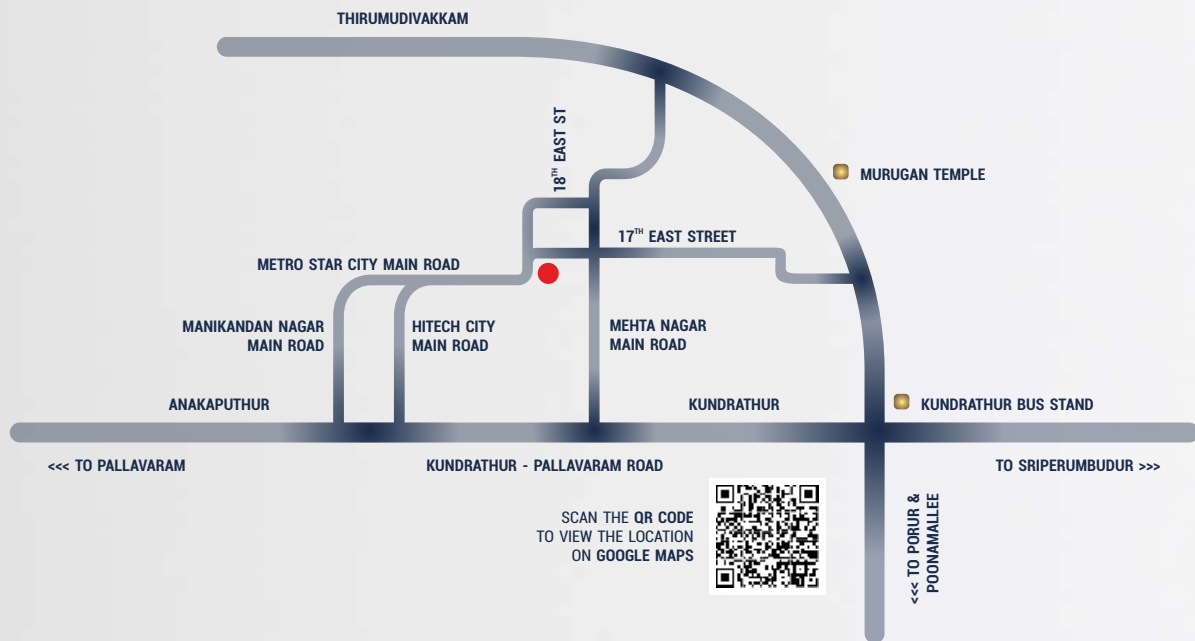 THIRUMUDIVAKKAM
18TH EAST ST
MURUGAN TEMPLE
17TH EAST STREET
METRO STAR CITY MAIN ROAD
MANIKANDAN NAGAR
MAIN ROAD
HITECH CITY
MAIN ROAD
MEHTA NAGAR
MAIN ROAD
ANAKAPUTHUR
KUNDRATHUR
KUNDRATHUR BUS STAND
<<< TO PALLAVARAM
KUNDRATHUR - PALLAVARAM ROAD
TO SRIPERUMBUDUR >>>
SCAN THE QR CODE
TO VIEW THE LOCATION
ON GOOGLE MAPS
<<< TO PORUR &
POONAMALLEE